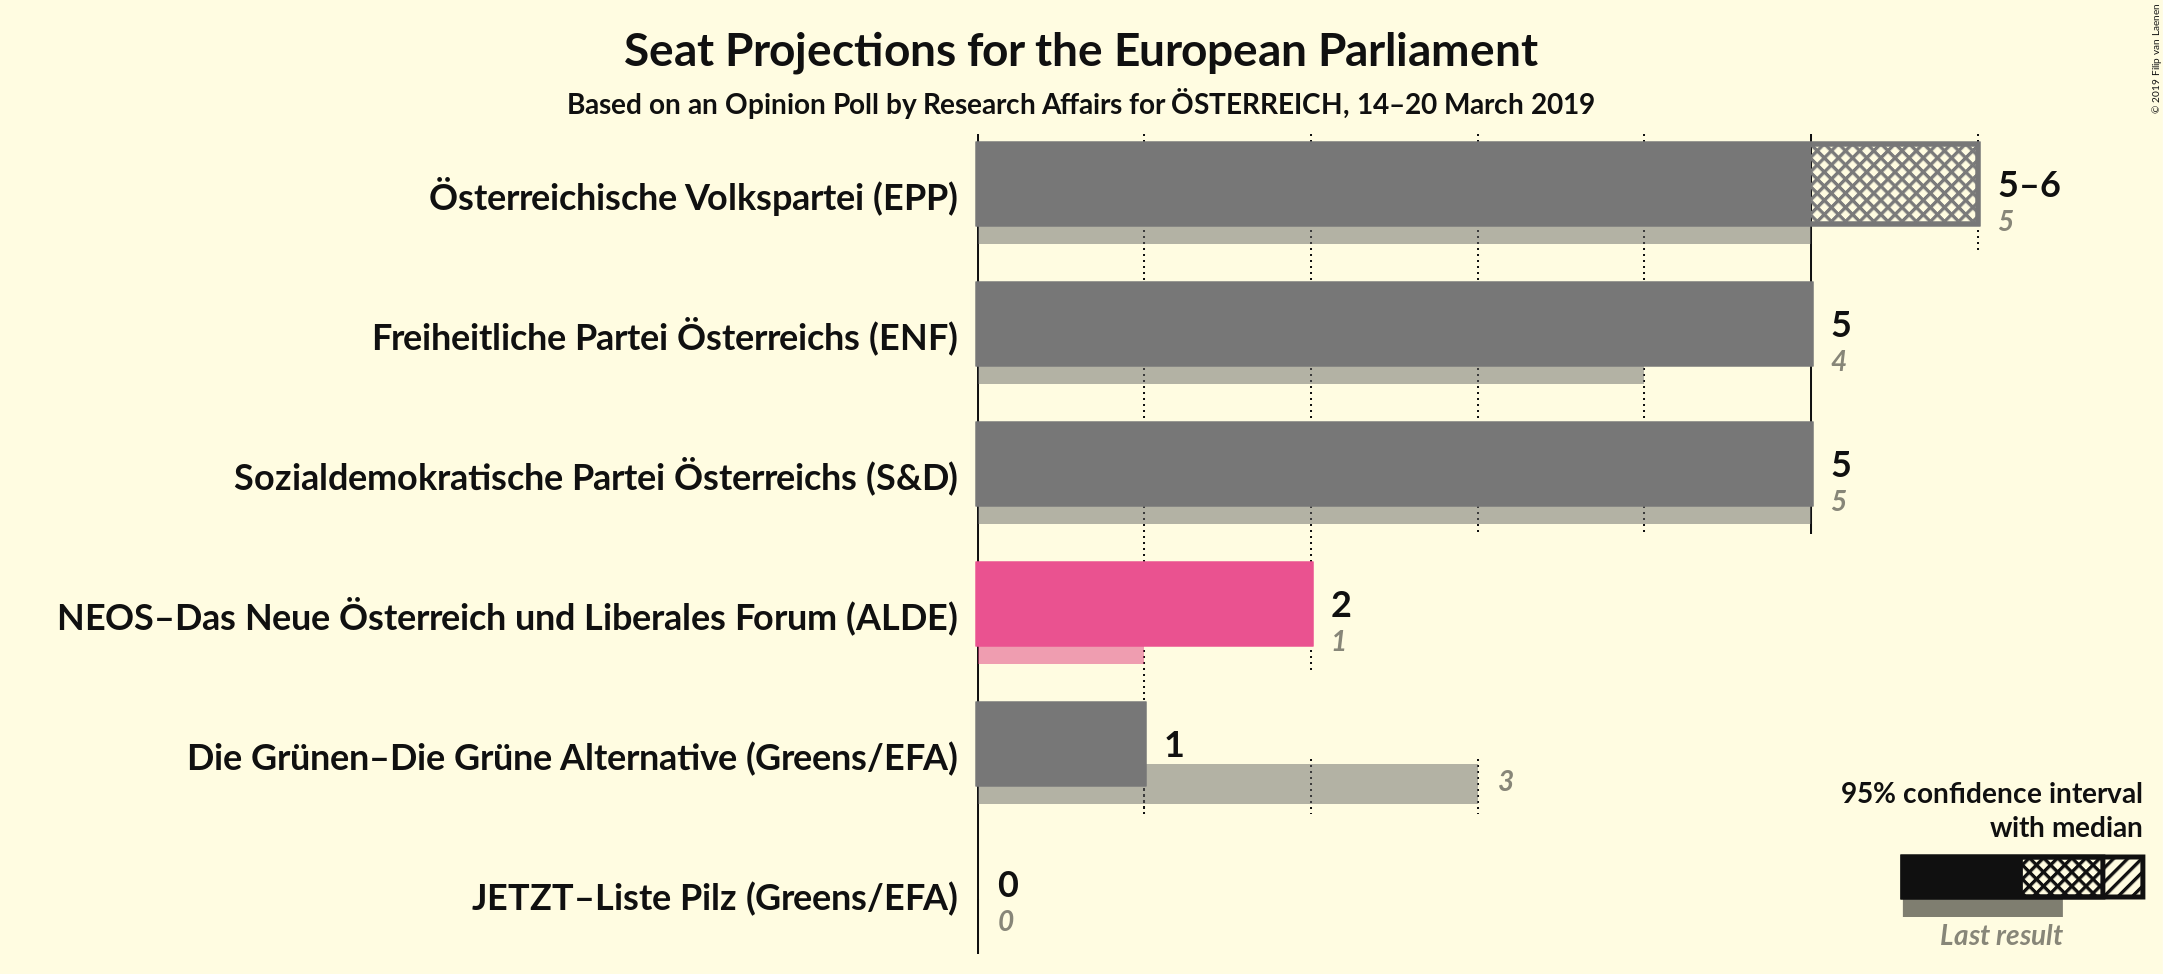 Seat Projections for the European Parliament
Based on an Opinion Poll by Research Affairs for ÖSTERREICH, 14–20 March 2019
© 2019 Filip van Laenen
Österreichische Volkspartei (EPP)
5–6
5
Freiheitliche Partei Österreichs (ENF)
5
4
Sozialdemokratische Partei Österreichs (S&D)
5
5
NEOS–Das Neue Österreich und Liberales Forum (ALDE)
2
1
Die Grünen–Die Grüne Alternative (Greens/EFA)
1
3
JETZT–Liste Pilz (Greens/EFA)
0
0
95% confidence interval
with median
Last result